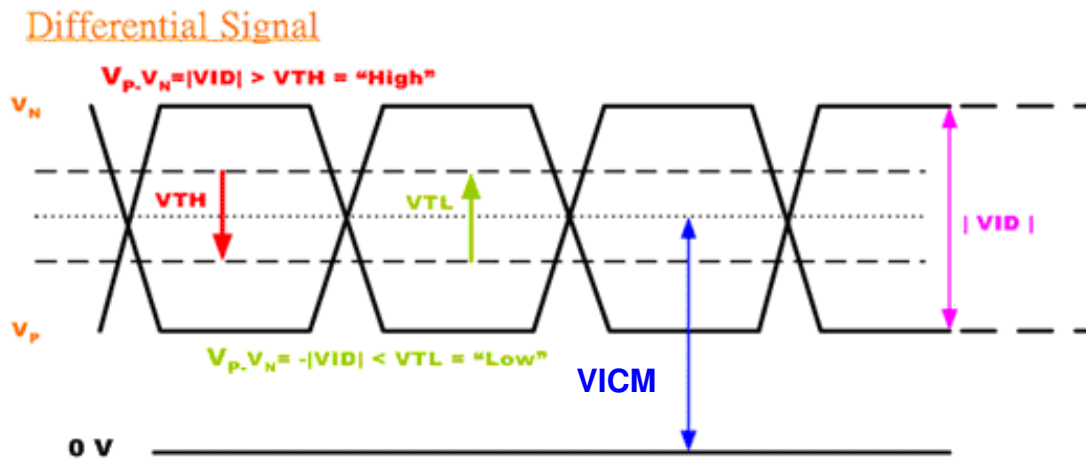 Differential Signal
VP-VN=|VID| > VTH = “High”
VN
VTH
VTL
| VID |
VP
VP-VN= -|VID| < VTL = “Low”
VICM
0 V